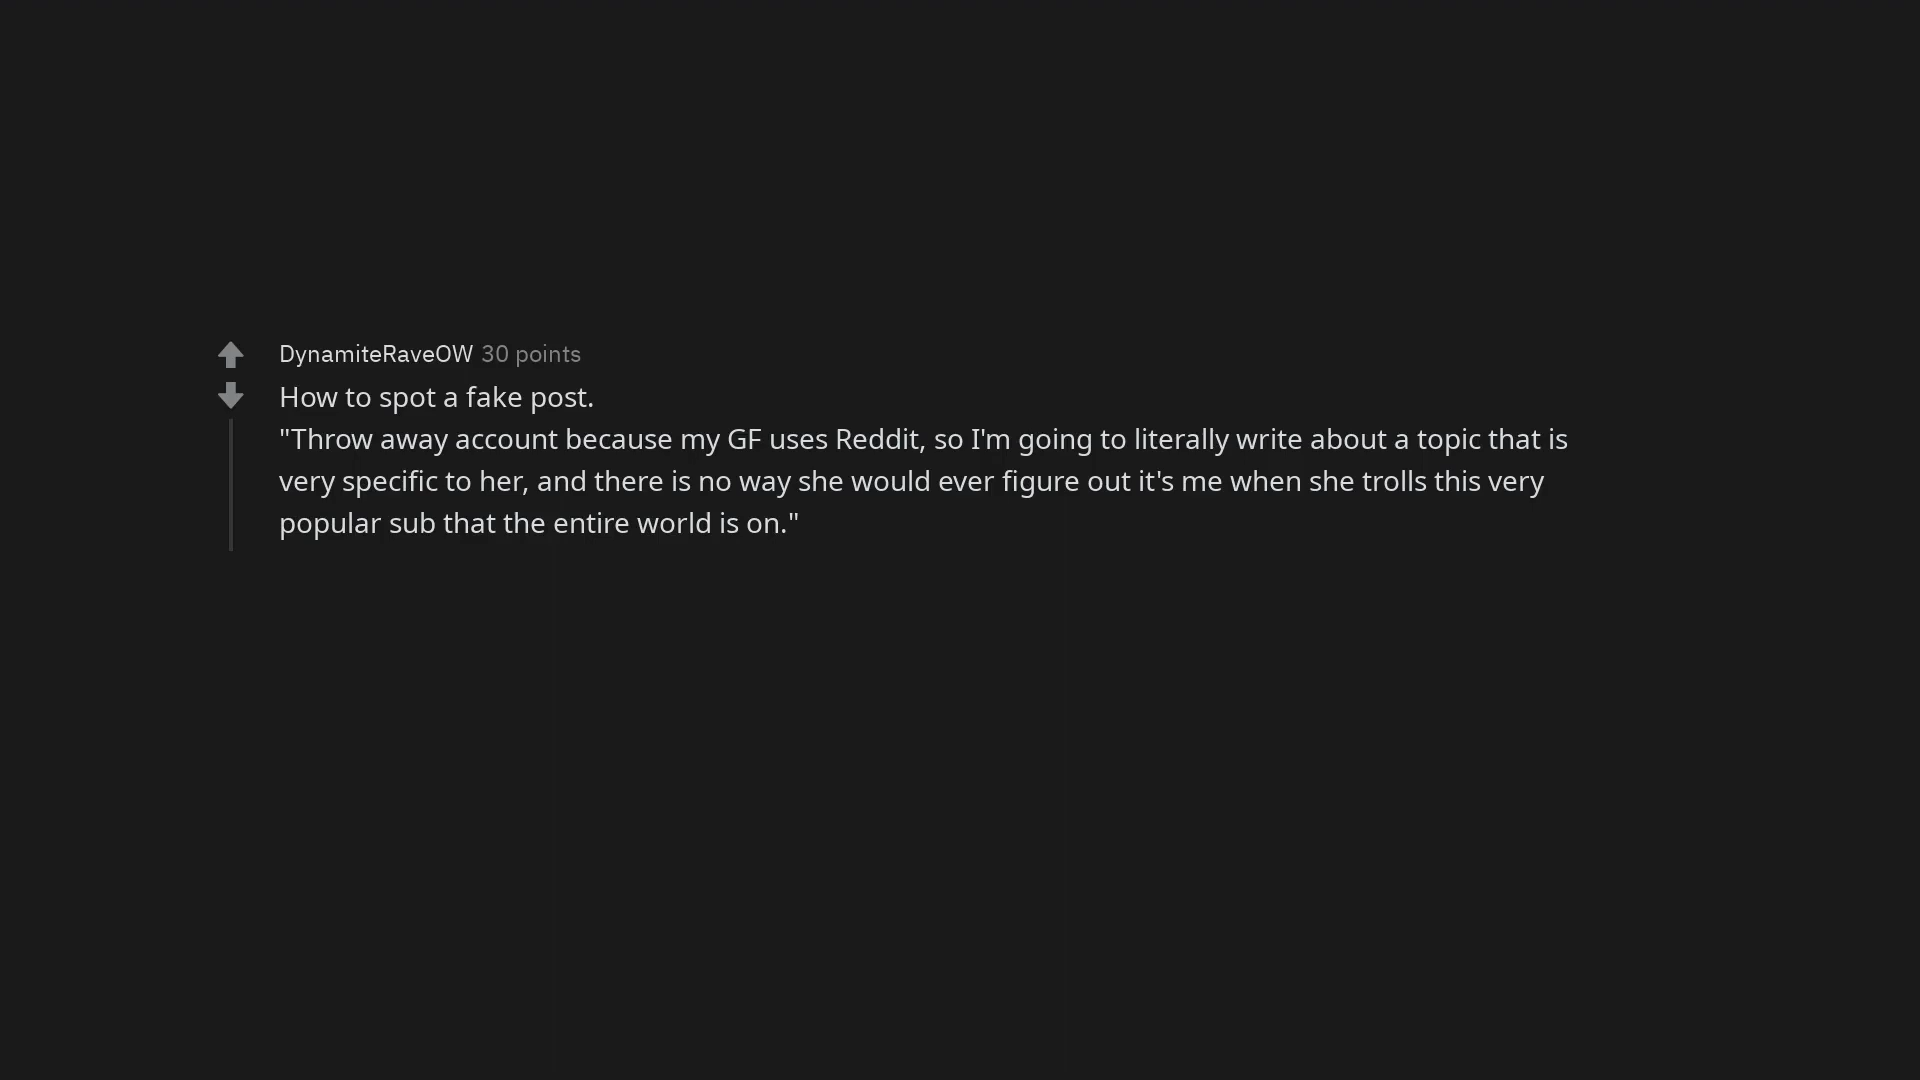 DynamiteRaveOW 30 points
How to spot a fake post.
"Throw away account because my GF uses Reddit, so I'm going to literally write about a topic that is
very specific to her, and there is no way she would ever figure out it's me when she trolls this very
popular sub that the entire world is on."